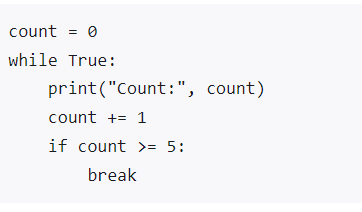 count = 0
while True:
    print("Count:", count)
    count += 1
    if count >= 5:
        break